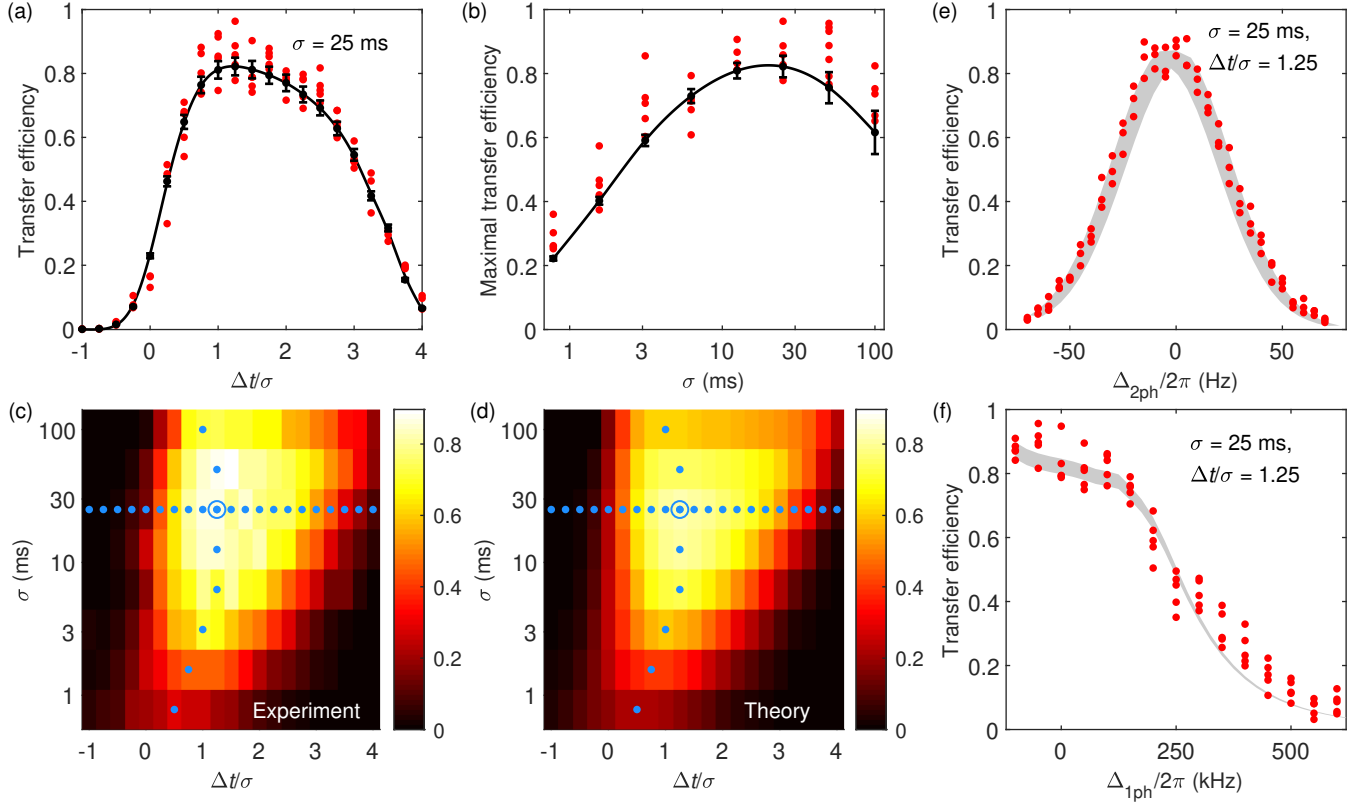 (a)
σ = 25 ms
Transfer efficiency
1
0.8
0.6
0.4
0.2
0
-1 0 1 2 3 4
Δt/σ
(b)
Maximal transfer efficiency
1
0.8
0.6
0.4
0.2
0
1 3 10 30 100
σ (ms)
(e)
σ = 25 ms,
Δt/σ = 1.25
Transfer efficiency
1
0.8
0.6
0.4
0.2
0
-50 0 50
Δ2ph/2π (Hz)
(c)
σ (ms)
100
30
10
3
1
Experiment
-1 0 1 2 3 4
Δt/σ
0.8
0.6
0.4
0.2
0
(d)
σ (ms)
100
30
10
3
1
Theory
-1 0 1 2 3 4
Δt/σ
0.8
0.6
0.4
0.2
0
(f)
σ = 25 ms,
Δt/σ = 1.25
Transfer efficiency
1
0.8
0.6
0.4
0.2
0
0 250 500
Δ1ph/2π (kHz)